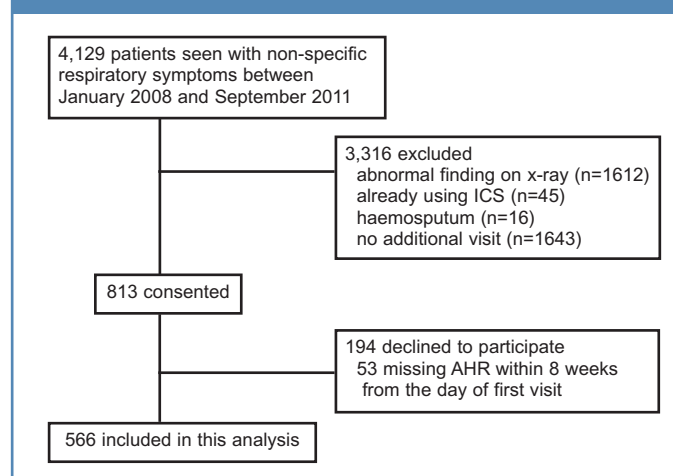 4,129 patients seen with non-specific
respiratory symptoms between
January 2008 and September 2011
3,316 excluded
abnormal finding on x-ray (n=1612)
already using ICS (n=45)
haemosputum (n=16)
no additional visit (n=1643)
813 consented
194 declined to participate
53 missing AHR within 8 weeks
from the day of first visit
566 included in this analysis